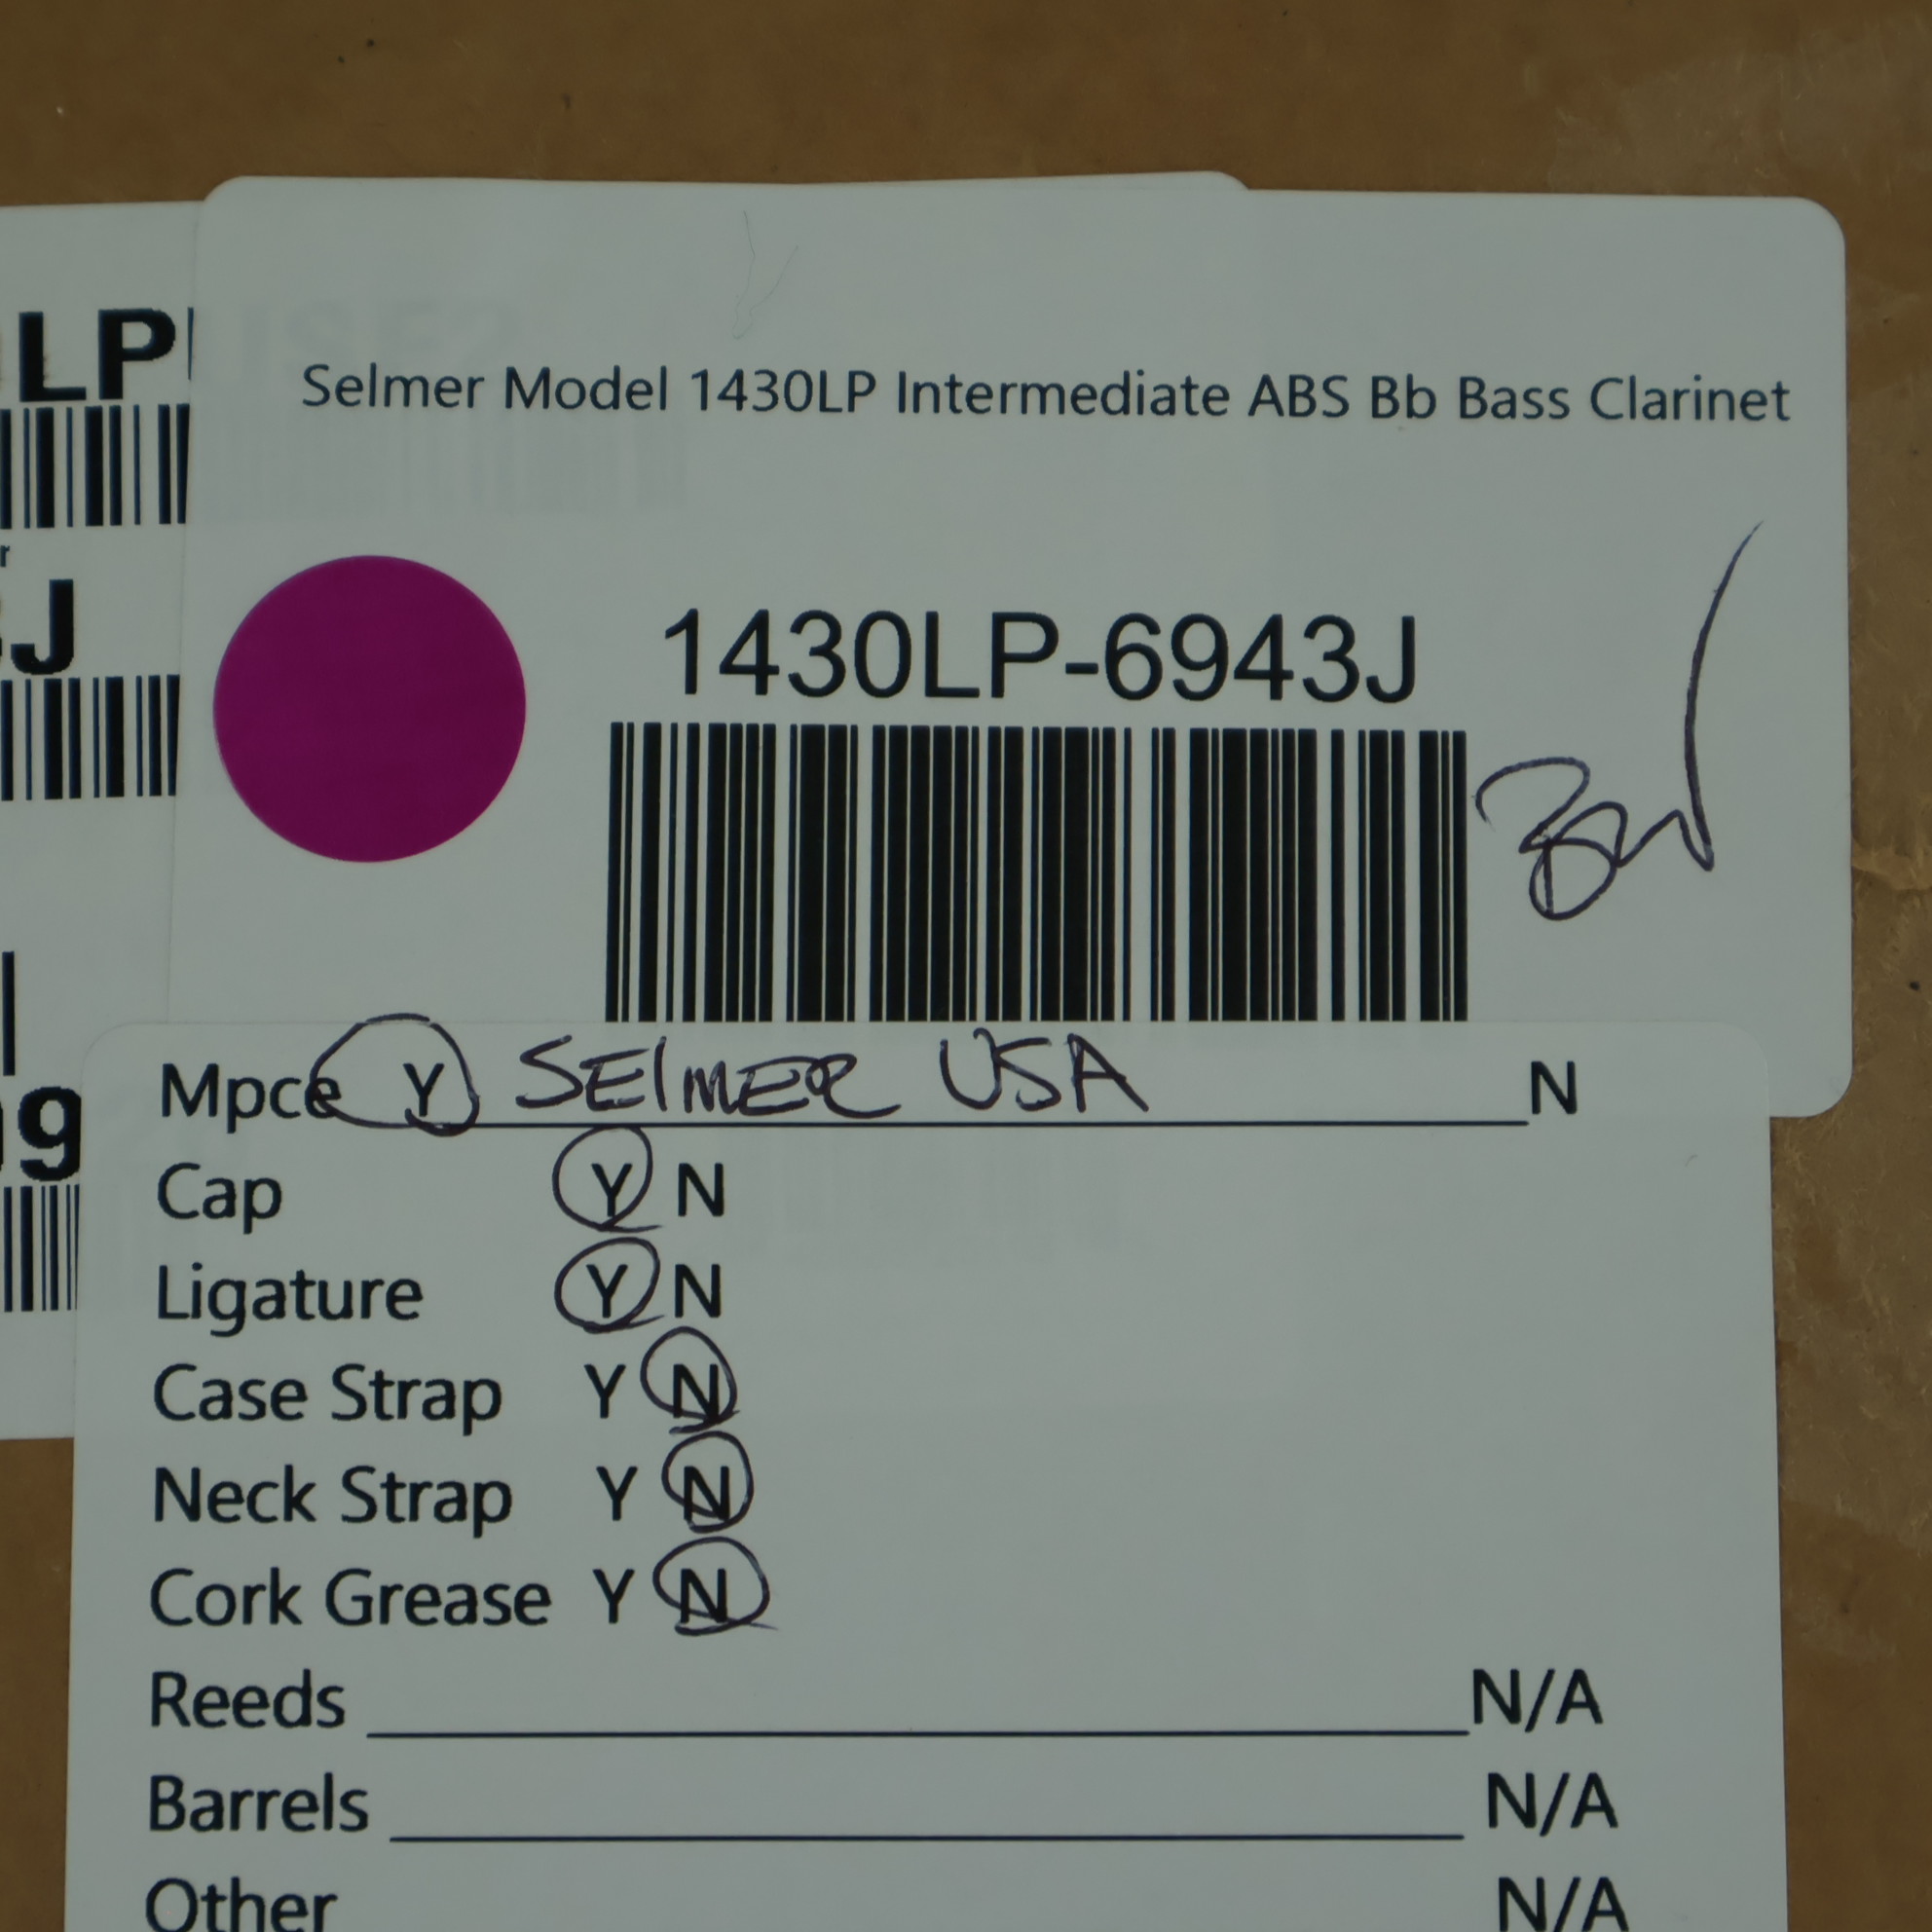 LP
J
9
Selmer Model 1430LP Intermediate ABS Bb Bass Clarinet
1430LP-6943J
Mpce Y SELMER USA N
Cap Y N
Ligature Y N
Case Strap Y N
Neck Strap Y N
Cork Grease Y N
Reeds N/A
Barrels N/A
Other N/A